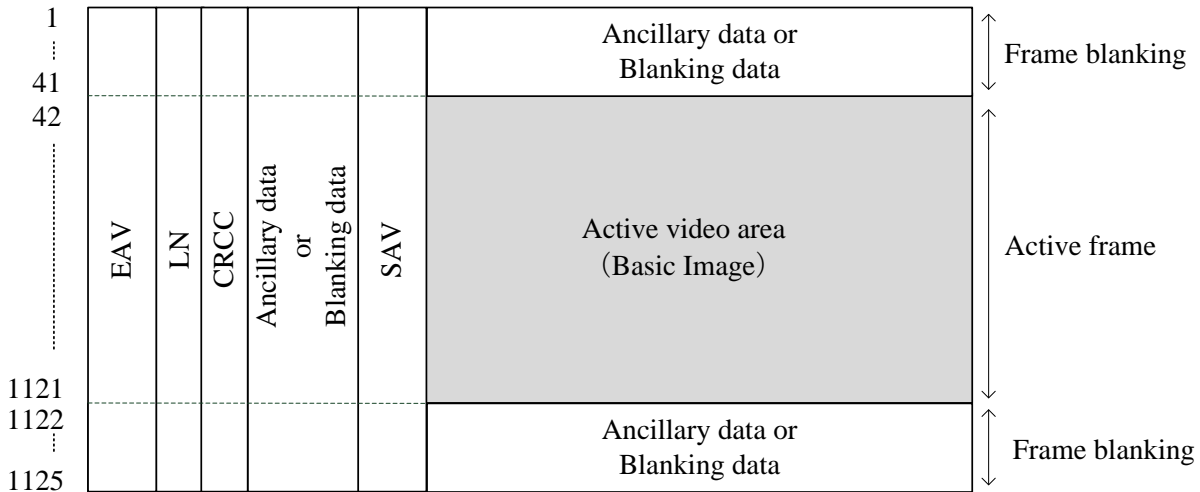 1
41
42
1121
1122
1125
EAV
LN
CRCC
Ancillary data
or
Blanking data
SAV
Ancillary data or
Blanking data
Active video area
（Basic Image）
Ancillary data or
Blanking data
Frame blanking
Active frame
Frame blanking